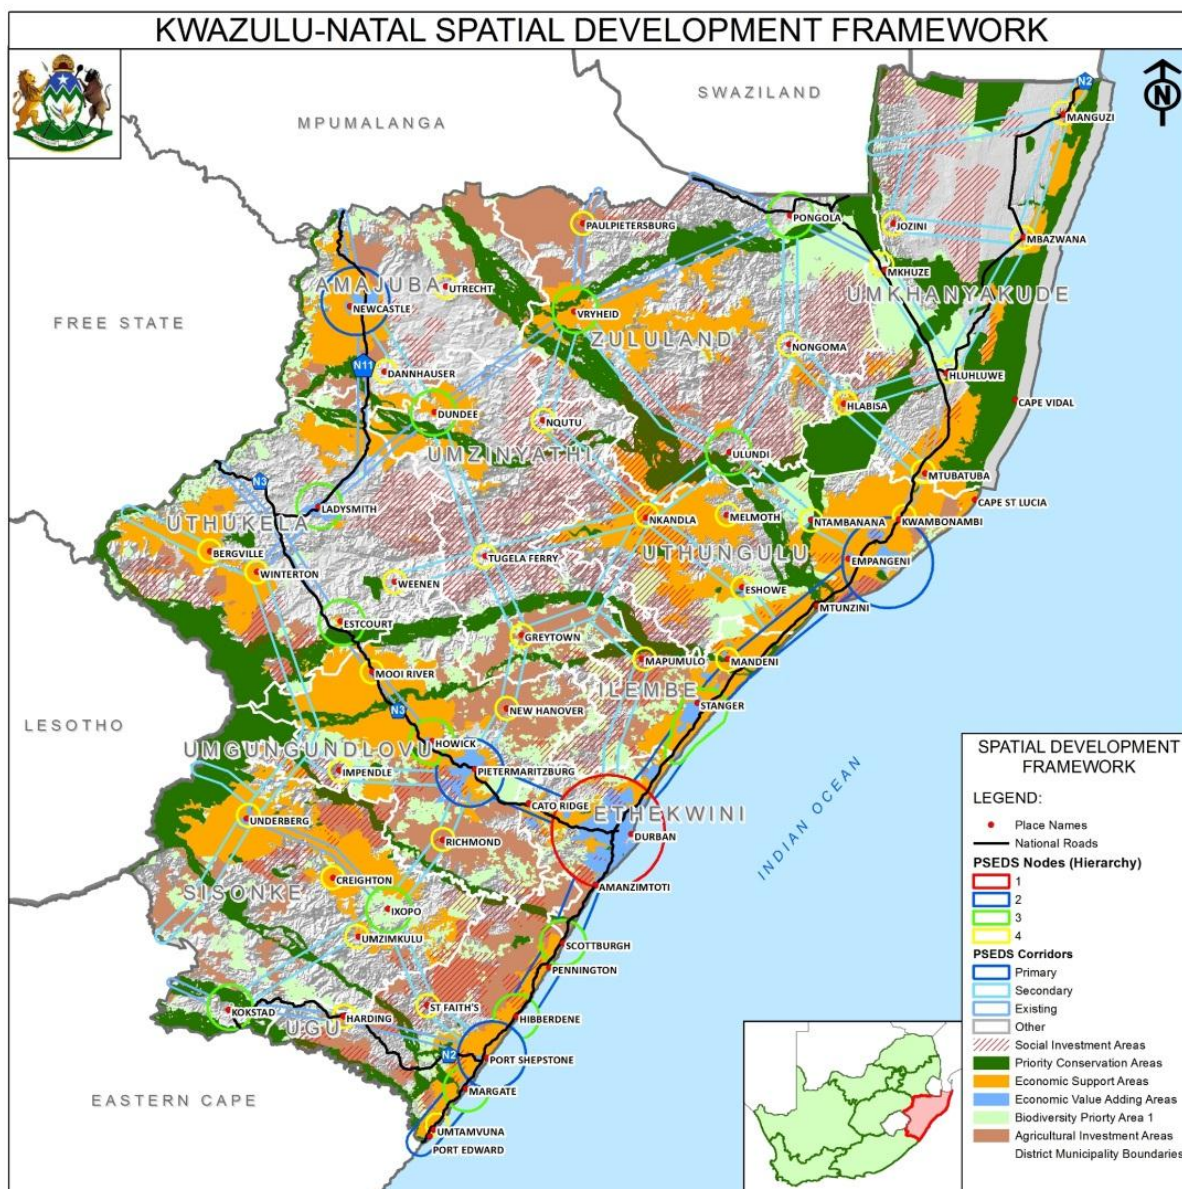 KWAZULU-NATAL SPATIAL DEVELOPMENT FRAMEWORK
SWAZILAND
N2
N
MPUMALANGA
MANGUZI
PONGOLA
PAULPIETERSBURG
JOZINI
MBAZWANA
MKHUZE
AMAJUBA
UTRECHT
UMKHANYAKUDE
NEWCASTLE
VRYHEID
FREE STATE
ZULULAND
NONGOMA
N11
DANNHAUSER
HLUHLUWE
HLABISA
CAPE VIDAL
DUNDEE
NQUTU
UMZINYATHI
ULUNDI
MTUBATUBA
N3
CAPE ST LUCIA
LADYSMITH
UTHUKELA
NKANDLA
MELMOTH
NTAMBANANA
KWAMBONAMBI
BERGVILLE
TUGELA FERRY
UTHUNGULU
EMPANGENI
WINTERTON
WEENEN
ESHOWE
MTUNZINI
ESTCOURT
GREYTOWN
MAPUMULO
MANDENI
MOOI RIVER
ILEMBE
STANGER
NEW HANOVER
N3
LESOTHO
HOWICK
UMGUNGUNDLOVU
IMPENDLE
PIETERMARITZBURG
CATO RIDGE
ETHEKWINI
UNDERBERG
DURBAN
RICHMOND
INDIAN OCEAN
CREIGHTON
SISONKE
AMANZIMTOTI
IXOPO
UMZIMKULU
SCOTTBURGH
PENNINGTON
ST FAITH'S
KOKSTAD
HARDING
HIBBERDENE
UGU
N2
PORT SHEPSTONE
MARGATE
EASTERN CAPE
UMTAMVUNA
PORT EDWARD
SPATIAL DEVELOPMENT
FRAMEWORK
LEGEND:
Place Names
National Roads
PSEDS Nodes (Hierarchy)
1
2
3
4
PSEDS Corridors
Primary
Secondary
Existing
Other
Social Investment Areas
Priority Conservation Areas
Economic Support Areas
Economic Value Adding Areas
Biodiversity Priorty Area 1
Agricultural Investment Areas
District Municipality Boundaries